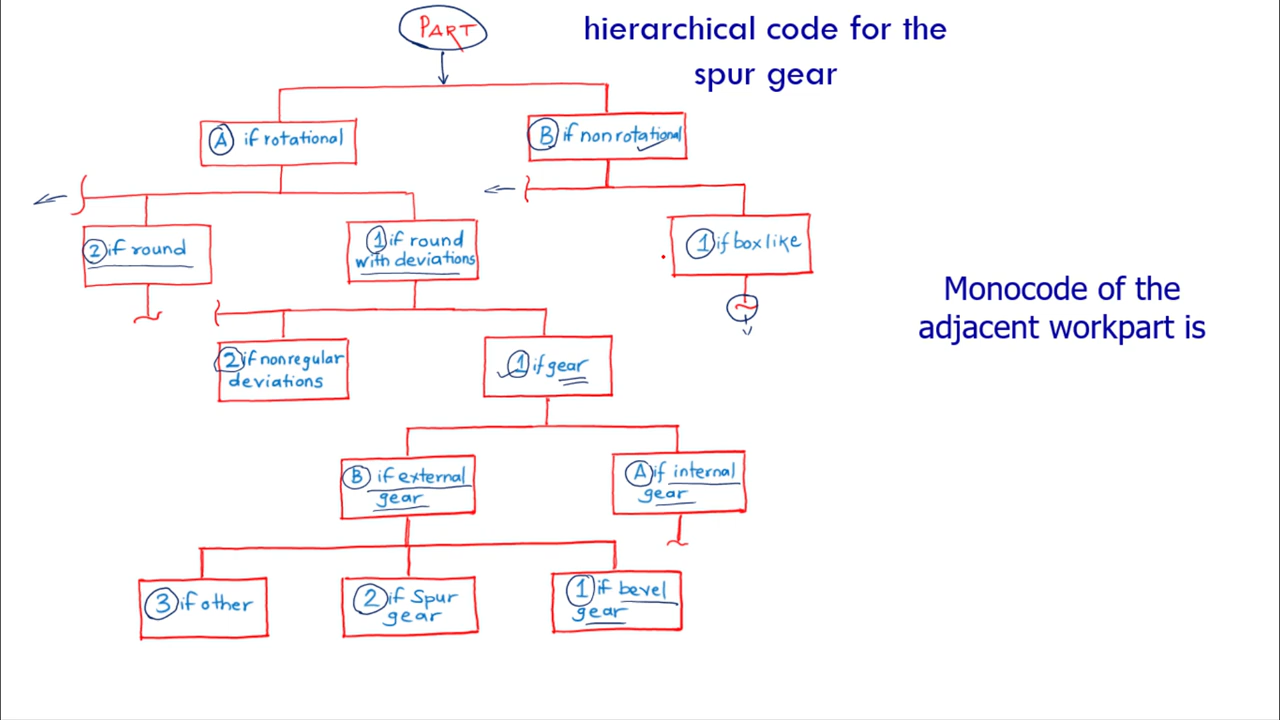 PART
hierarchical code for the
spur gear
A if rotational
B if nonrotational
2 if round
1 if round
with deviations
1 if box like
Monocode of the
adjacent workpart is
2 if nonregular
deviations
1 if gear
B if external
gear
A if internal
gear
3 if other
2 if Spur
gear
1 if bevel
gear